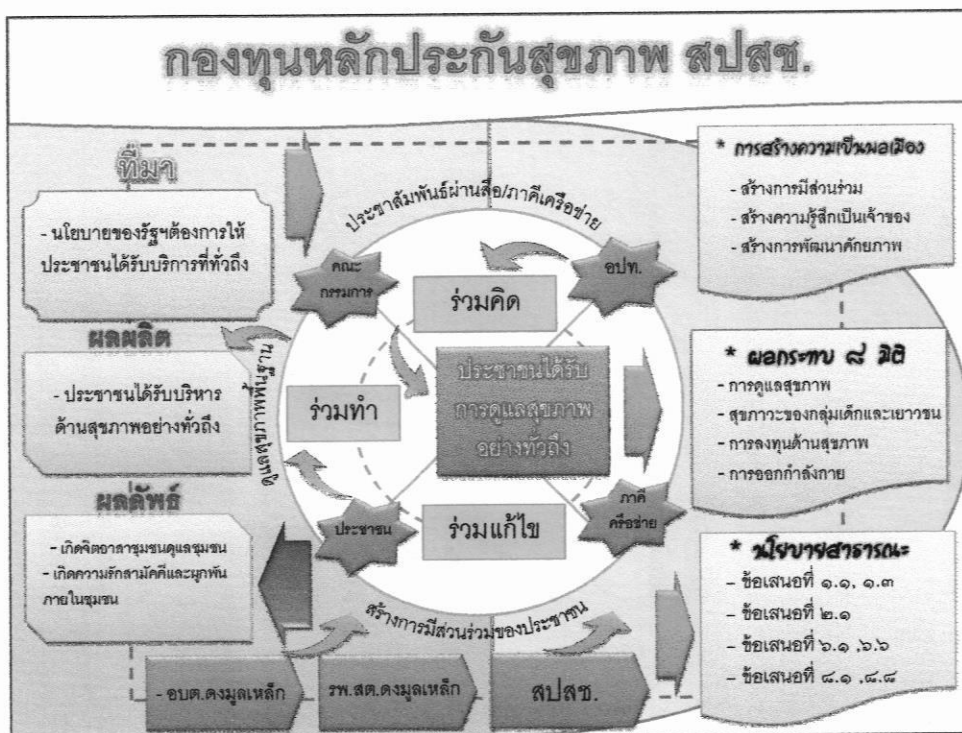 กองทุนหลักประกันสุขภาพ สปสช.
ที่มา
- นโยบายของรัฐฯต้องการให้
ประชาชนได้รับบริการที่ทั่วถึง
ผลผลิต
- ประชาชนได้รับบริหาร
ด้านสุขภาพอย่างทั่วถึง
ผลลัพธ์
- เกิดจิตอาสาชุมชนดูแลชุมชน
- เกิดความรักสามัคคีและผูกพัน
ภายในชุมชน
ประชาสัมพันธ์ผ่านสื่อ/ภาคีเครือข่าย
คณะ
กรรมการ
อปท.
ร่วมคิด
ร่วมทำ
ประชาชนได้รับ
การดูแลสุขภาพ
อย่างทั่วถึง
ดูแลสุขภาพขั้นพื้นฐาน
ประชาชน
ร่วมแก้ไข
ภาคี
ครือข่าย
สร้างการมีส่วนร่วมของประชาชน
- อบต.ดงมูลเหล็ก
รพ.สต.ดงมูลเหล็ก
สปสช.
* การสร้างความเป็นพลเมือง
- สร้างการมีส่วนร่วม
- สร้างความรู้สึกเป็นเจ้าของ
- สร้างการพัฒนาศักยภาพ
* ผลกระทบ ๘ มิติ
- การดูแลสุขภาพ
- สุขภาวะของกลุ่มเด็กและเยาวชน
- การลงทุนด้านสุขภาพ
- การออกกำลังกาย
* นโยบายสาธารณะ
- ข้อเสนอที่ ๑.๑, ๑.๓
- ข้อเสนอที่ ๒.๑
- ข้อเสนอที่ ๖.๑ ,๖.๖
- ข้อเสนอที่ ๘.๑ ,๘.๘